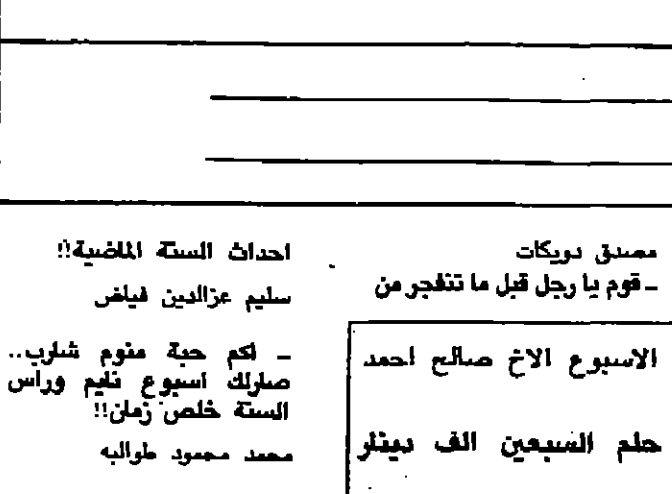 مصدق دويكات
ـ قوم يا رجل قبل ما تنفجر من
الاسبوع الاخ صالح احمد
حلم السبعين الف دينار
احداث السنة الماضية!!
سليم عزالدين فياض
ـ لكم حبة منوم شارب..
صارلك اسبوع نايم وراس
السنة خلص زمان!!
محمد محمود طوالبه